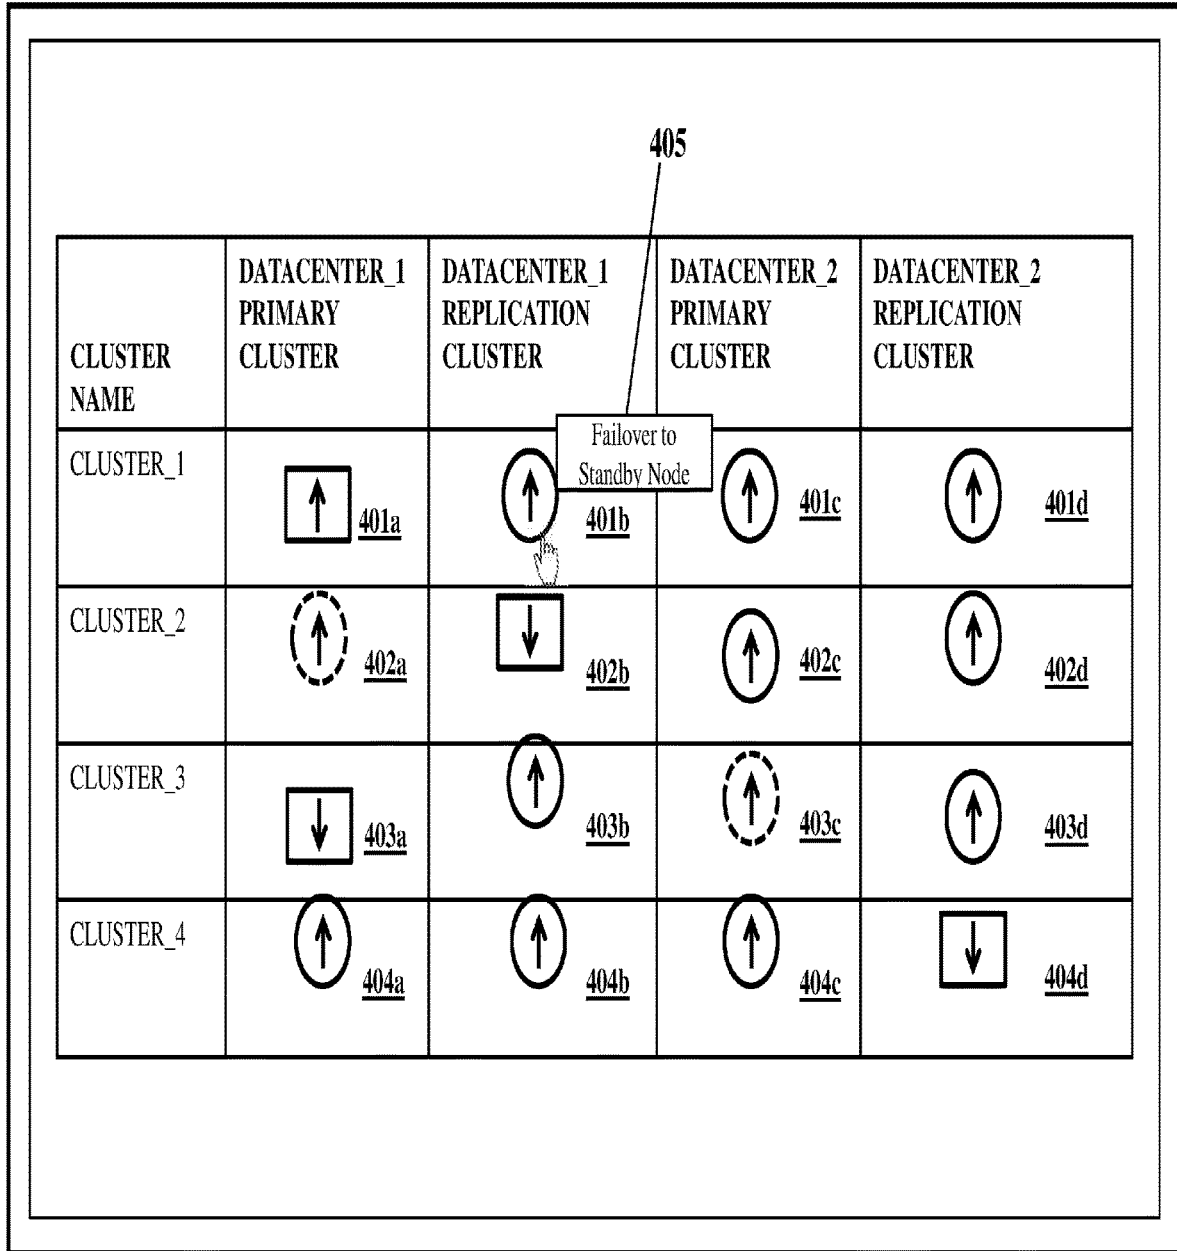 405
CLUSTER
NAME
DATACENTER_1
PRIMARY
CLUSTER
DATACENTER_1
REPLICATION
CLUSTER
DATACENTER_2
PRIMARY
CLUSTER
DATACENTER_2
REPLICATION
CLUSTER
Failover to
Standby Node
CLUSTER_1
401a
401b
401c
401d
CLUSTER_2
402a
402b
402c
402d
CLUSTER_3
403a
403b
403c
403d
CLUSTER_4
404a
404b
404c
404d